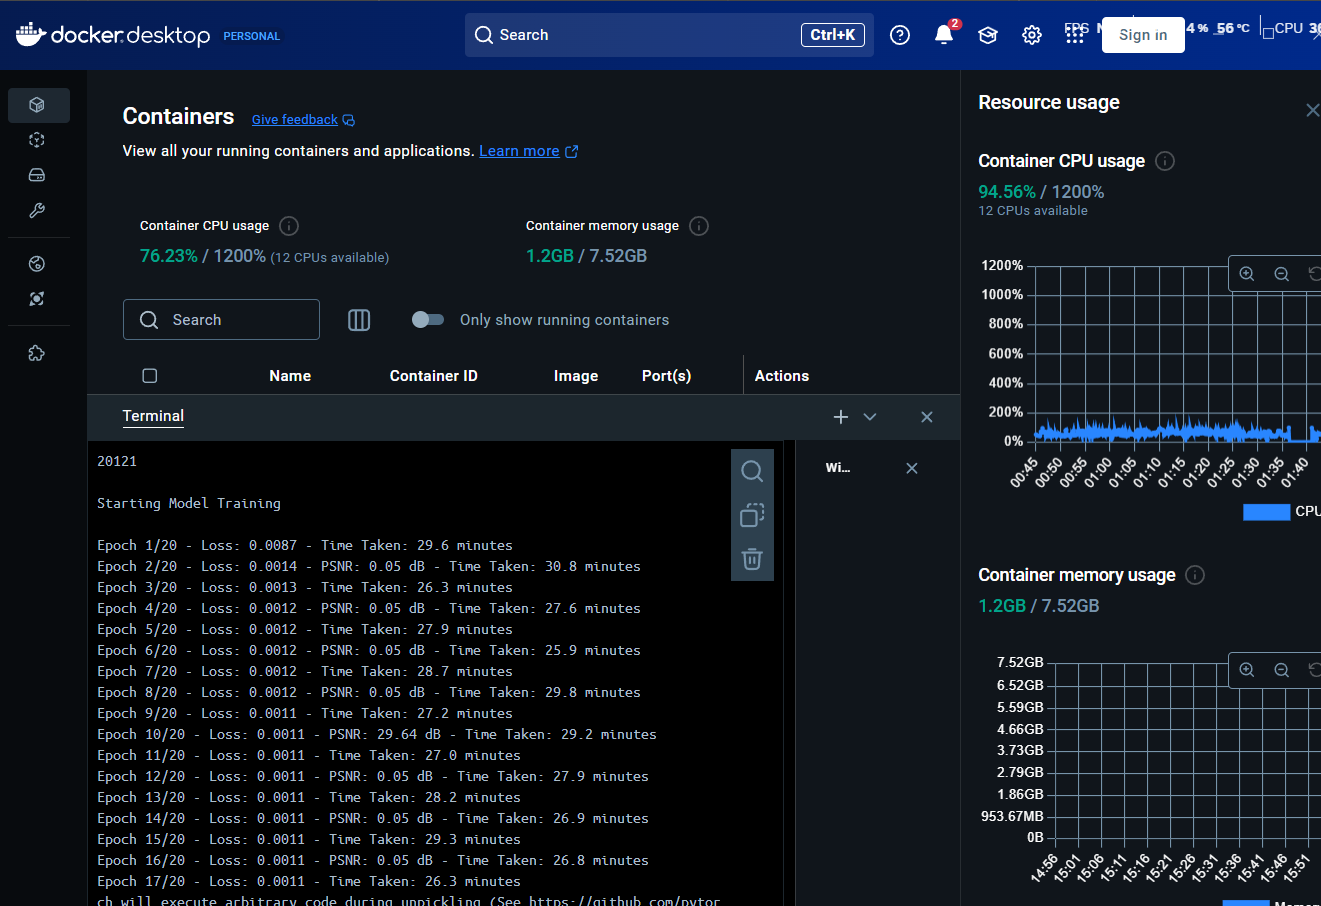 docker.desktop PERSONAL
Search Ctrl+K
2
Sign in
FPS
4 % 56 °C
CPU
Containers Give feedback
View all your running containers and applications. Learn more
Container CPU usage
76.23% / 1200% (12 CPUs available)
Container memory usage
1.2GB / 7.52GB
Search
Only show running containers
Name Container ID Image Port(s) Actions
Terminal
20121
Starting Model Training
Epoch 1/20 - Loss: 0.0087 - Time Taken: 29.6 minutes
Epoch 2/20 - Loss: 0.0014 - PSNR: 0.05 dB - Time Taken: 30.8 minutes
Epoch 3/20 - Loss: 0.0013 - Time Taken: 26.3 minutes
Epoch 4/20 - Loss: 0.0012 - PSNR: 0.05 dB - Time Taken: 27.6 minutes
Epoch 5/20 - Loss: 0.0012 - Time Taken: 27.9 minutes
Epoch 6/20 - Loss: 0.0012 - PSNR: 0.05 dB - Time Taken: 25.9 minutes
Epoch 7/20 - Loss: 0.0012 - Time Taken: 28.7 minutes
Epoch 8/20 - Loss: 0.0012 - PSNR: 0.05 dB - Time Taken: 29.8 minutes
Epoch 9/20 - Loss: 0.0011 - Time Taken: 27.2 minutes
Epoch 10/20 - Loss: 0.0011 - PSNR: 29.64 dB - Time Taken: 29.2 minutes
Epoch 11/20 - Loss: 0.0011 - Time Taken: 27.0 minutes
Epoch 12/20 - Loss: 0.0011 - PSNR: 0.05 dB - Time Taken: 27.9 minutes
Epoch 13/20 - Loss: 0.0011 - Time Taken: 28.2 minutes
Epoch 14/20 - Loss: 0.0011 - PSNR: 0.05 dB - Time Taken: 26.9 minutes
Epoch 15/20 - Loss: 0.0011 - Time Taken: 29.3 minutes
Epoch 16/20 - Loss: 0.0011 - PSNR: 0.05 dB - Time Taken: 26.8 minutes
Epoch 17/20 - Loss: 0.0011 - Time Taken: 26.3 minutes
ch will execute arbitrary code during unpickling (See https://github.com/pytor
Wi...
Resource usage
Container CPU usage
94.56% / 1200%
12 CPUs available
1200%
1000%
800%
600%
400%
200%
0%
00:45 00:50 00:55 01:00 01:05 01:10 01:15 01:20 01:25 01:30 01:35 01:40
CPU
Container memory usage
1.2GB / 7.52GB
7.52GB
6.52GB
5.59GB
4.66GB
3.73GB
2.79GB
1.86GB
953.67MB
0B
14:56 15:01 15:06 15:11 15:16 15:21 15:26 15:31 15:36 15:41 15:46 15:51